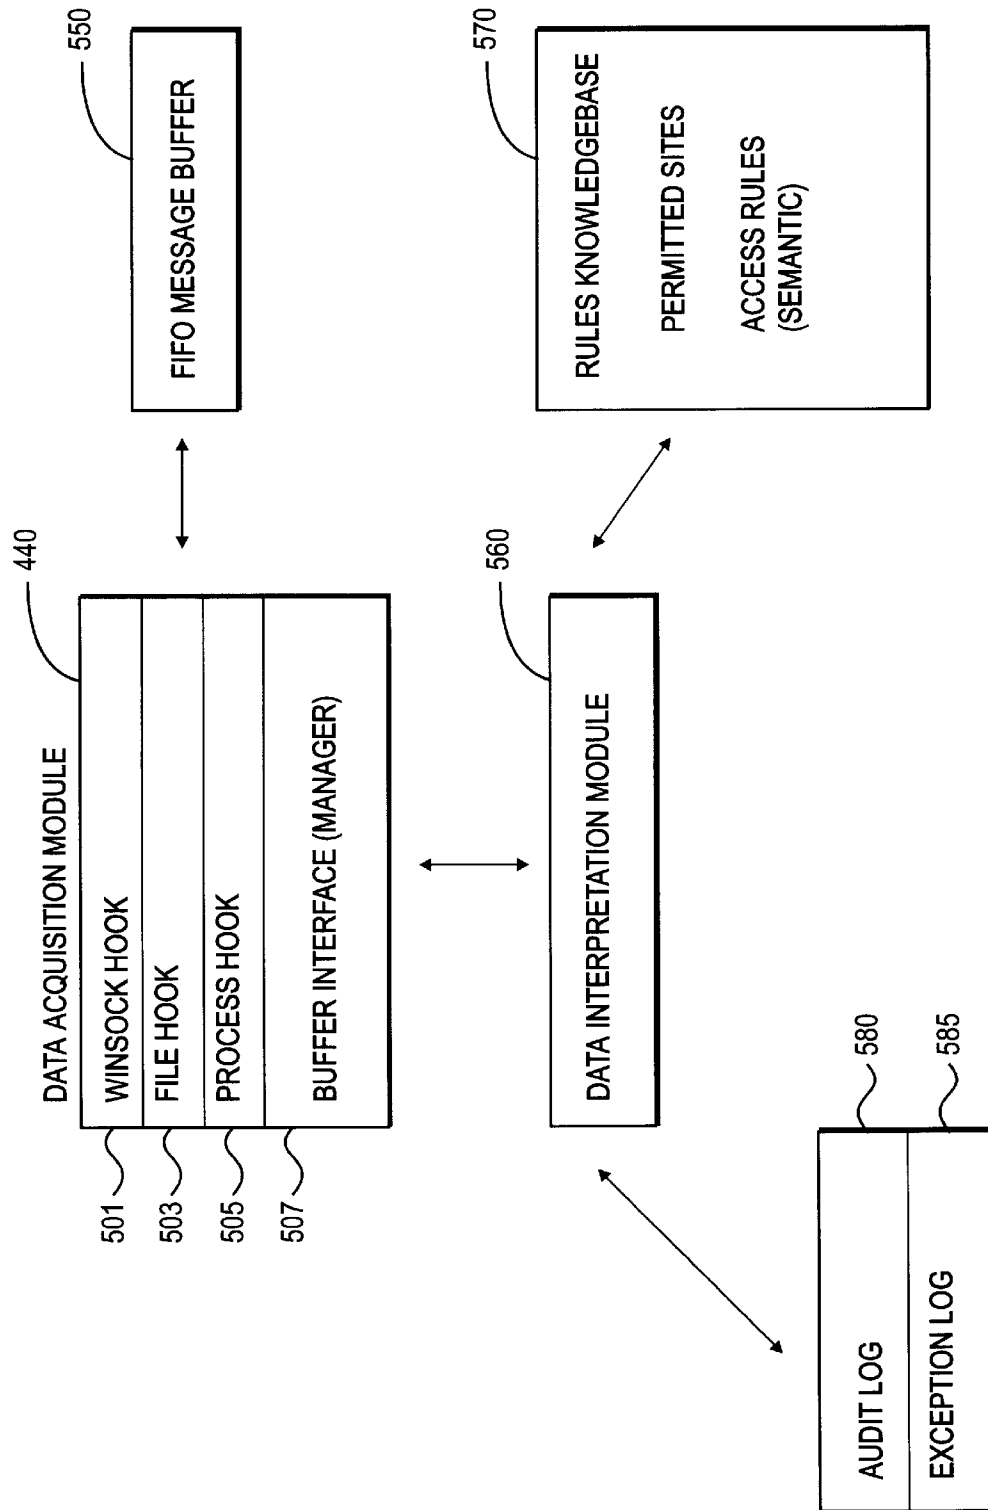 DATA ACQUISITION MODULE
440
501
WINSOCK HOOK
503
FILE HOOK
505
PROCESS HOOK
507
BUFFER INTERFACE (MANAGER)
550
FIFO MESSAGE BUFFER
560
DATA INTERPRETATION MODULE
570
RULES KNOWLEDGEBASE
PERMITTED SITES
ACCESS RULES
(SEMANTIC)
AUDIT LOG
580
EXCEPTION LOG
585